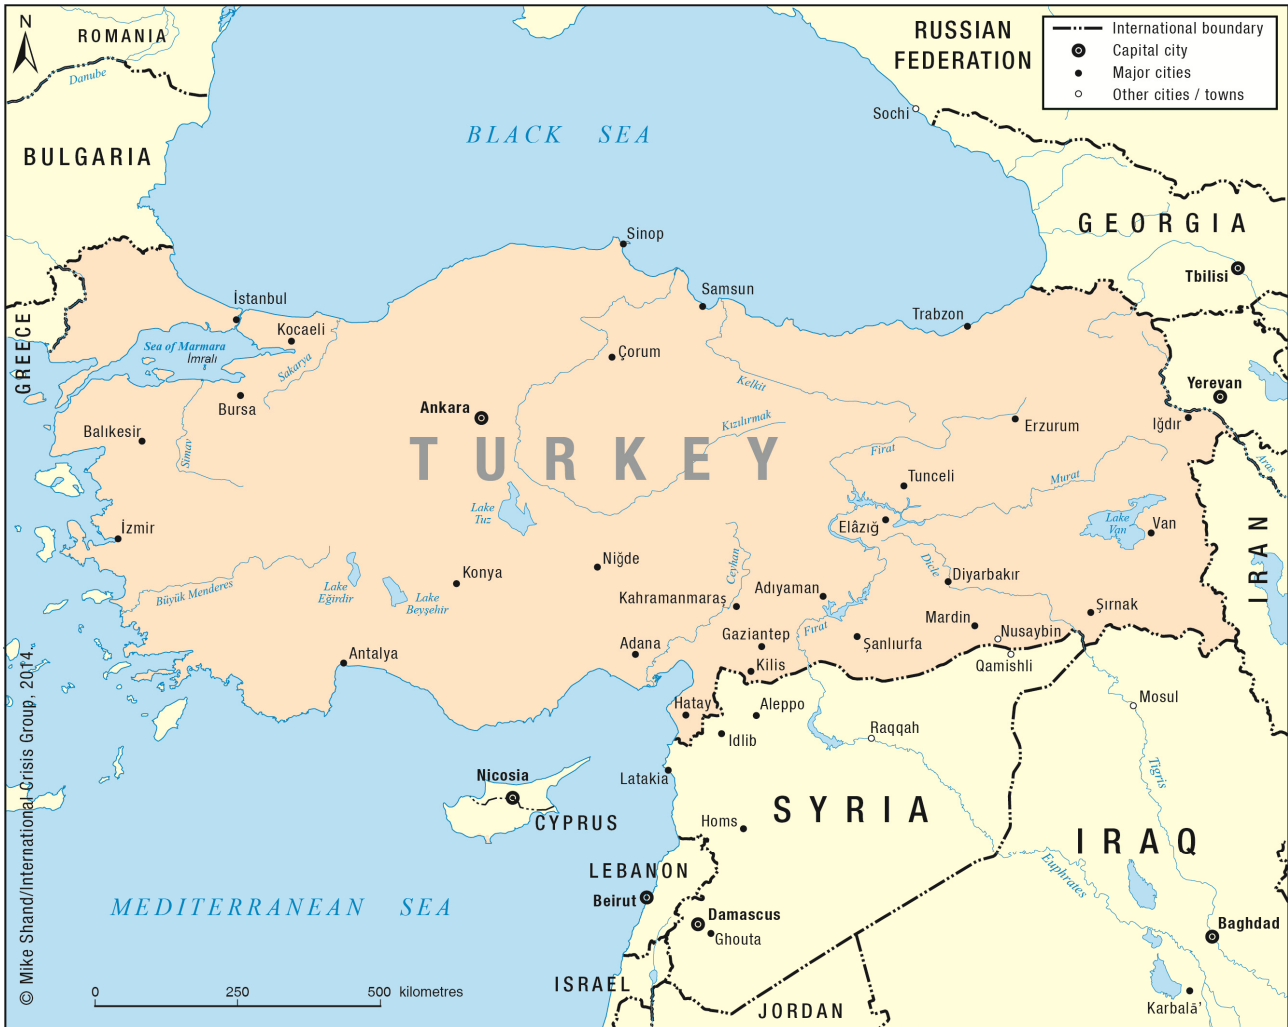 N
ROMANIA
Danube
BULGARIA
BLACK SEA
RUSSIAN
FEDERATION
Sochi
International boundary
Capital city
Major cities
Other cities / towns
GEORGIA
Tbilisi
Sinop
Samsun
Trabzon
İstanbul
Kocaeli
Sea of Marmara
İmralı
GREECE
Sakarya
Bursa
Balıkesir
Simav
Ankara
Çorum
Kelkit
Kızılırmak
TURKEY
Yerevan
Iğdır
Erzurum
Aras
Fırat
Tunceli
Murat
Elâzığ
Lake
Van
Van
Lake
Tuz
İzmir
Niğde
Konya
Büyük Menderes
Lake
Eğirdir
Lake
Beyşehir
Ceyhan
Dicle
Diyarbakır
IRAN
Adıyaman
Kahramanmaraş
Mardin
Şırnak
Nusaybin
Fırat
Gaziantep
Şanlıurfa
Adana
Kilis
Qamishli
Antalya
Hatay
Aleppo
Mosul
Idlib
Raqqah
Latakia
Tigris
Nicosia
CYPRUS
SYRIA
Homs
IRAQ
Euphrates
LEBANON
Beirut
MEDITERRANEAN SEA
Damascus
Ghouta
Baghdad
ISRAEL
JORDAN
Karbalā’
0 250 500 kilometres
© Mike Shand/International Crisis Group, 2014.